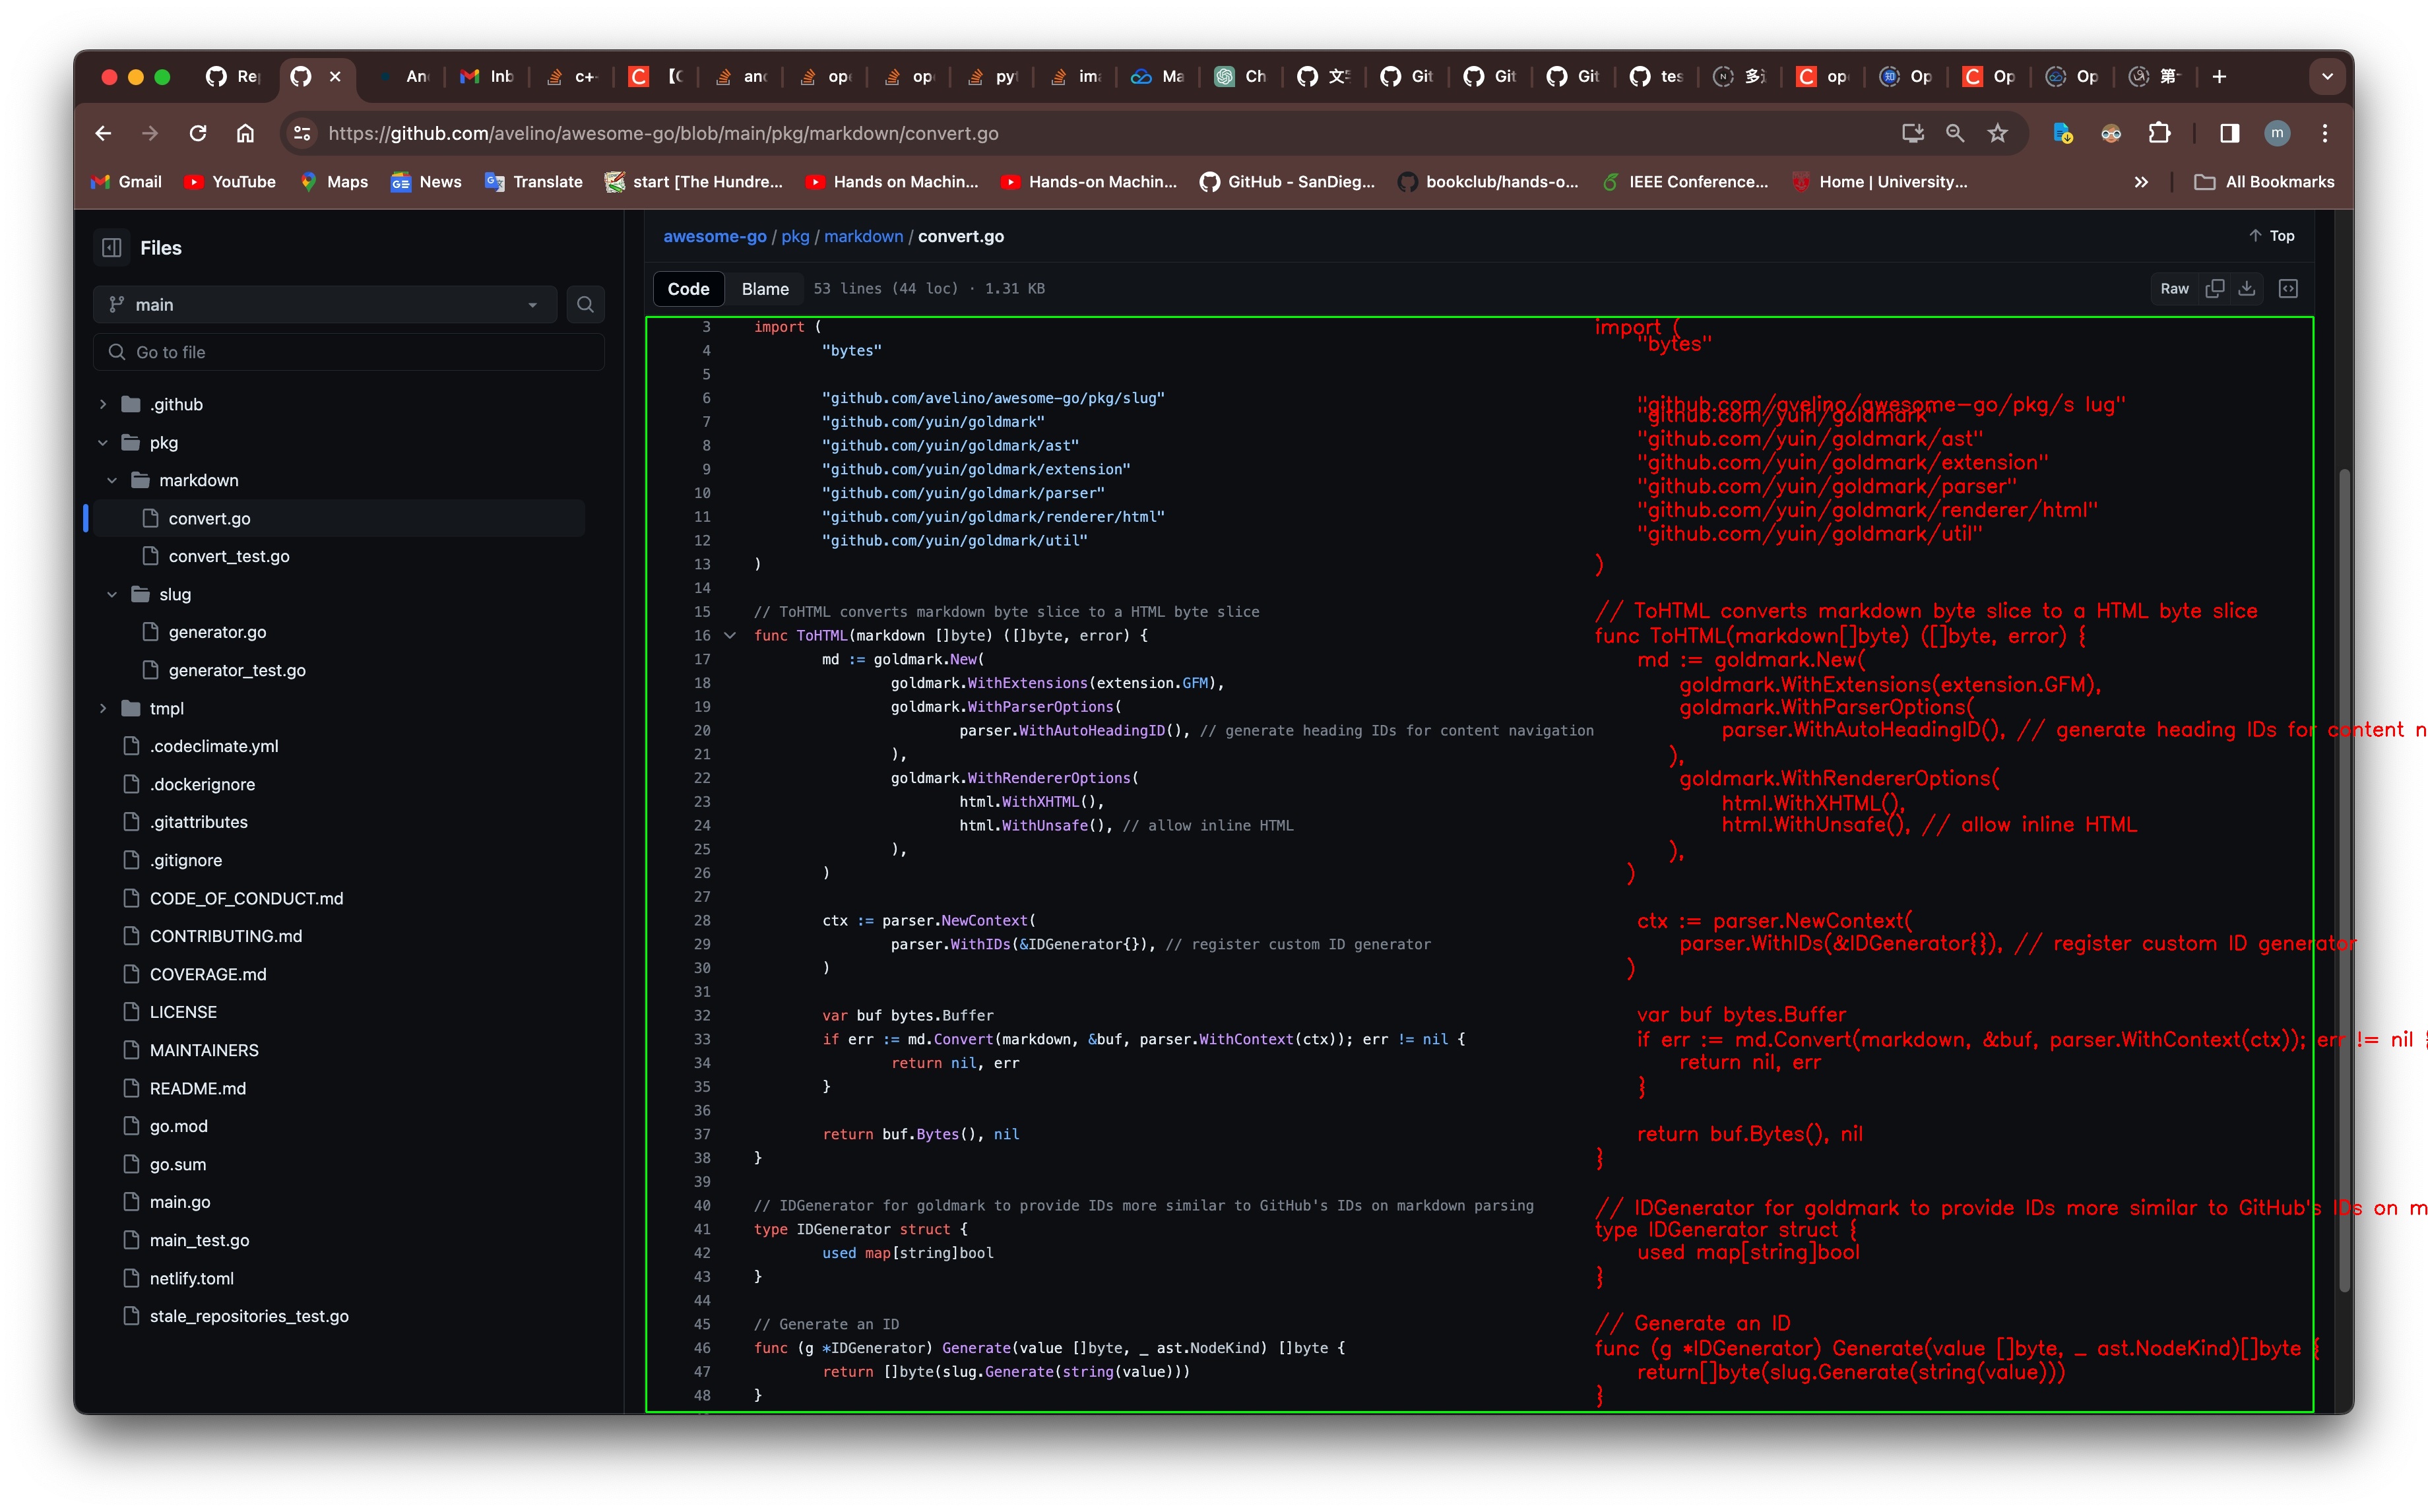 Re
An
Inb
c++
【C
and
op
op
pyt
ima
Ma
Ch
文
Git
Git
Git
tes
多
op
Op
Op
Op
第
https://github.com/avelino/awesome-go/blob/main/pkg/markdown/convert.go
m
Gmail
YouTube
Maps
News
Translate
start [The Hundre...
Hands on Machin...
Hands-on Machin...
GitHub - SanDieg...
bookclub/hands-o...
IEEE Conference...
Home | University...
All Bookmarks
Files
main
Go to file
.github
pkg
markdown
convert.go
convert_test.go
slug
generator.go
generator_test.go
tmpl
.codeclimate.yml
.dockerignore
.gitattributes
.gitignore
CODE_OF_CONDUCT.md
CONTRIBUTING.md
COVERAGE.md
LICENSE
MAINTAINERS
README.md
go.mod
go.sum
main.go
main_test.go
netlify.toml
stale_repositories_test.go
awesome-go / pkg / markdown / convert.go
Top
Code
Blame
53 lines (44 loc) · 1.31 KB
Raw
3 import (
4 "bytes"
5
6 "github.com/avelino/awesome-go/pkg/slug"
7 "github.com/yuin/goldmark"
8 "github.com/yuin/goldmark/ast"
9 "github.com/yuin/goldmark/extension"
10 "github.com/yuin/goldmark/parser"
11 "github.com/yuin/goldmark/renderer/html"
12 "github.com/yuin/goldmark/util"
13 )
14
15 // ToHTML converts markdown byte slice to a HTML byte slice
16 func ToHTML(markdown []byte) ([]byte, error) {
17 md := goldmark.New(
18 goldmark.WithExtensions(extension.GFM),
19 goldmark.WithParserOptions(
20 parser.WithAutoHeadingID(), // generate heading IDs for content navigation
21 ),
22 goldmark.WithRendererOptions(
23 html.WithXHTML(),
24 html.WithUnsafe(), // allow inline HTML
25 ),
26 )
27
28 ctx := parser.NewContext(
29 parser.WithIDs(&IDGenerator{}), // register custom ID generator
30 )
31
32 var buf bytes.Buffer
33 if err := md.Convert(markdown, &buf, parser.WithContext(ctx)); err != nil {
34 return nil, err
35 }
36
37 return buf.Bytes(), nil
38 }
39
40 // IDGenerator for goldmark to provide IDs more similar to GitHub's IDs on markdown parsing
41 type IDGenerator struct {
42 used map[string]bool
43 }
44
45 // Generate an ID
46 func (g *IDGenerator) Generate(value []byte, _ ast.NodeKind) []byte {
47 return []byte(slug.Generate(string(value)))
48 }
import (
"bytes"
"github.com/avelino/awesome-go/pkg/s lug"
"github.com/yuin/goldmark"
"github.com/yuin/goldmark/ast"
"github.com/yuin/goldmark/extension"
"github.com/yuin/goldmark/parser"
"github.com/yuin/goldmark/renderer/html"
"github.com/yuin/goldmark/util"
)
// ToHTML converts markdown byte slice to a HTML byte slice
func ToHTML(markdown[]byte) ([]byte, error) {
md := goldmark.New(
goldmark.WithExtensions(extension.GFM),
goldmark.WithParserOptions(
parser.WithAutoHeadingID(), // generate heading IDs for content n
),
goldmark.WithRendererOptions(
html.WithXHTML(),
html.WithUnsafe(), // allow inline HTML
),
)
ctx := parser.NewContext(
parser.WithIDs(&IDGenerator{}), // register custom ID generator
)
var buf bytes.Buffer
if err := md.Convert(markdown, &buf, parser.WithContext(ctx)); err != nil {
return nil, err
}
return buf.Bytes(), nil
}
// IDGenerator for goldmark to provide IDs more similar to GitHub's IDs on m
type IDGenerator struct {
used map[string]bool
}
// Generate an ID
func (g *IDGenerator) Generate(value []byte, _ ast.NodeKind)[]byte {
return[]byte(slug.Generate(string(value)))
}